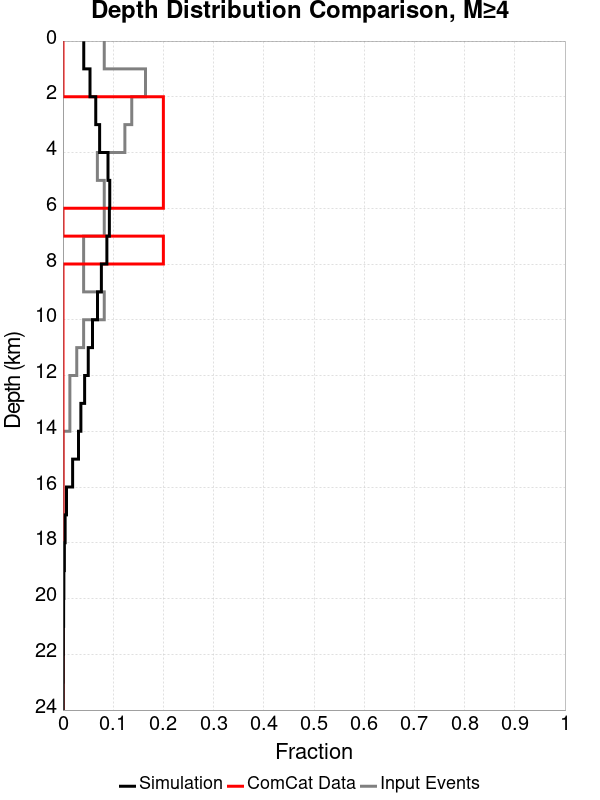 Depth Distribution Comparison, M≥4
0
2
4
6
8
10
12
14
16
18
20
22
24
Depth (km)
0 0.1 0.2 0.3 0.4 0.5 0.6 0.7 0.8 0.9 1
Fraction
Simulation ComCat Data Input Events